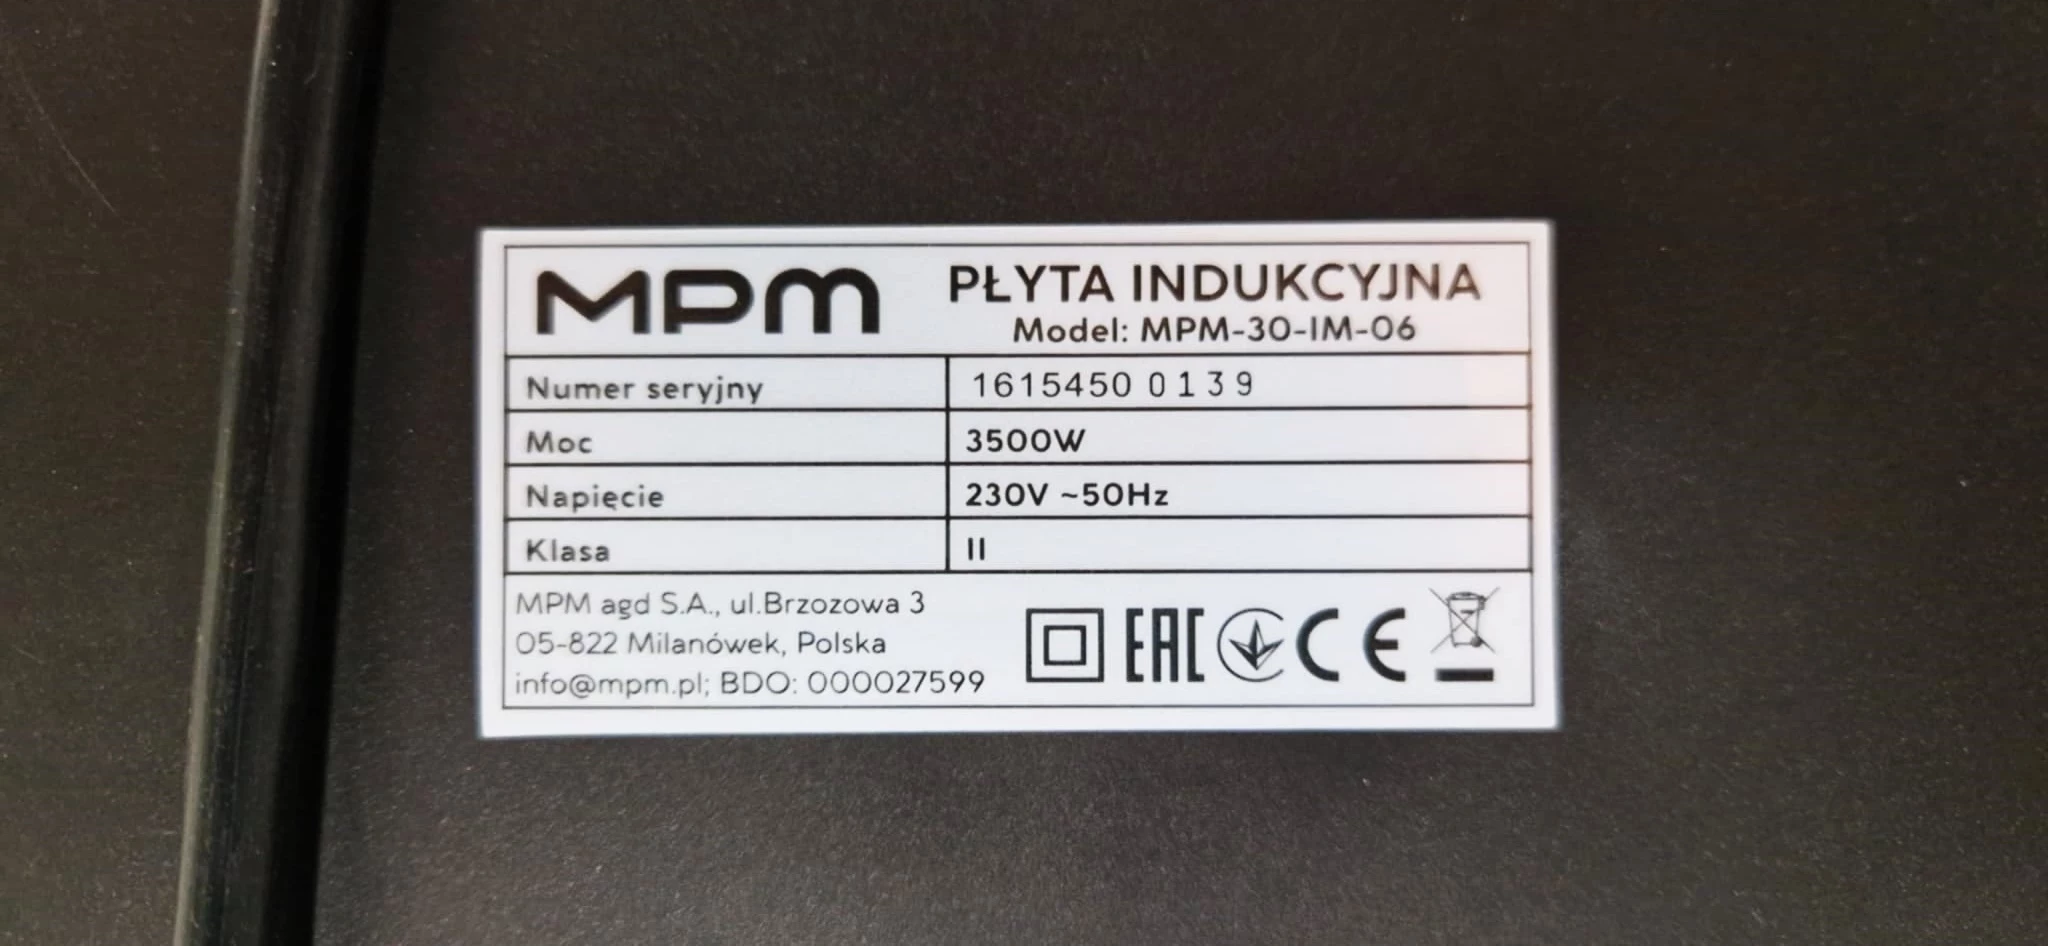 MPM
PŁYTA INDUKCYJNA
Model: MPM-30-IM-06
Numer seryjny 1615450 0139
Moc 3500W
Napięcie 230V ~50Hz
Klasa II
MPM agd S.A., ul.Brzozowa 3
05-822 Milanówek, Polska
info@mpm.pl; BDO: 000027599
EAC CE